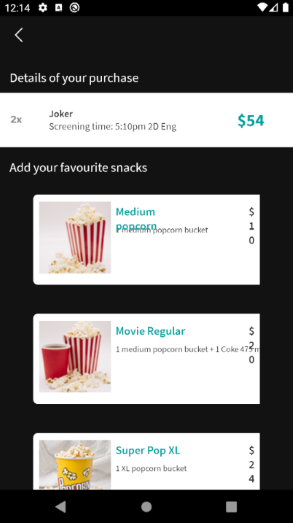 12:14
Details of your purchase
2x
Joker
Screening time: 5:10pm 2D Eng
$54
Add your favourite snacks
Medium
popcorn
1 medium popcorn bucket
$
1
0
Movie Regular
1 medium popcorn bucket + 1 Coke 475 m
$
2
0
Super Pop XL
1 XL popcorn bucket
$
2
4